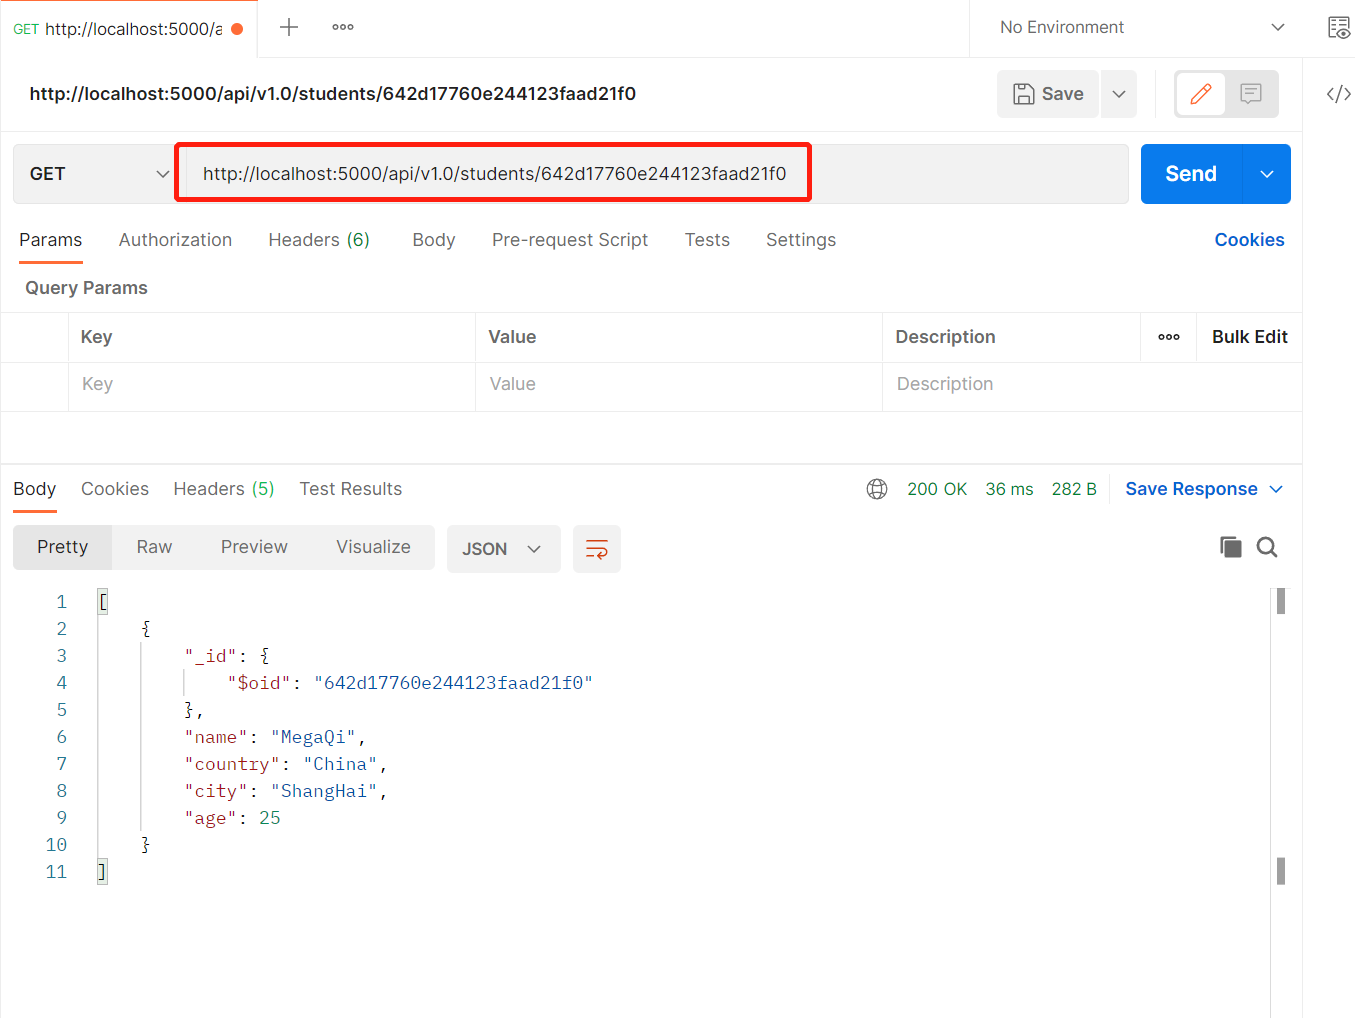 GET http://localhost:5000/a
No Environment
http://localhost:5000/api/v1.0/students/642d17760e244123faad21f0
Save
GET http://localhost:5000/api/v1.0/students/642d17760e244123faad21f0 Send
Params Authorization Headers (6) Body Pre-request Script Tests Settings Cookies
Query Params
Key Value Description Bulk Edit
Key Value Description
Body Cookies Headers (5) Test Results 200 OK 36 ms 282 B Save Response
Pretty Raw Preview Visualize JSON
1 [
2 {
3 "_id": {
4 "$oid": "642d17760e244123faad21f0"
5 },
6 "name": "MegaQi",
7 "country": "China",
8 "city": "ShangHai",
9 "age": 25
10 }
11 ]